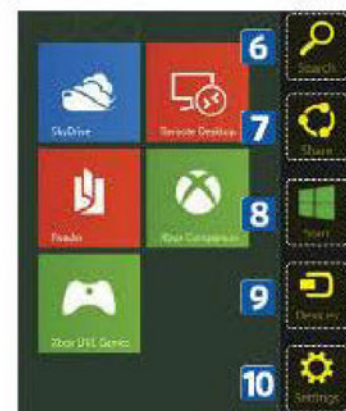 6
Search
SkyDrive
Remote Desktop
7
Share
8
Start
Reader
Xbox Companion
9
Devices
Xbox LIVE Games
10
Settings